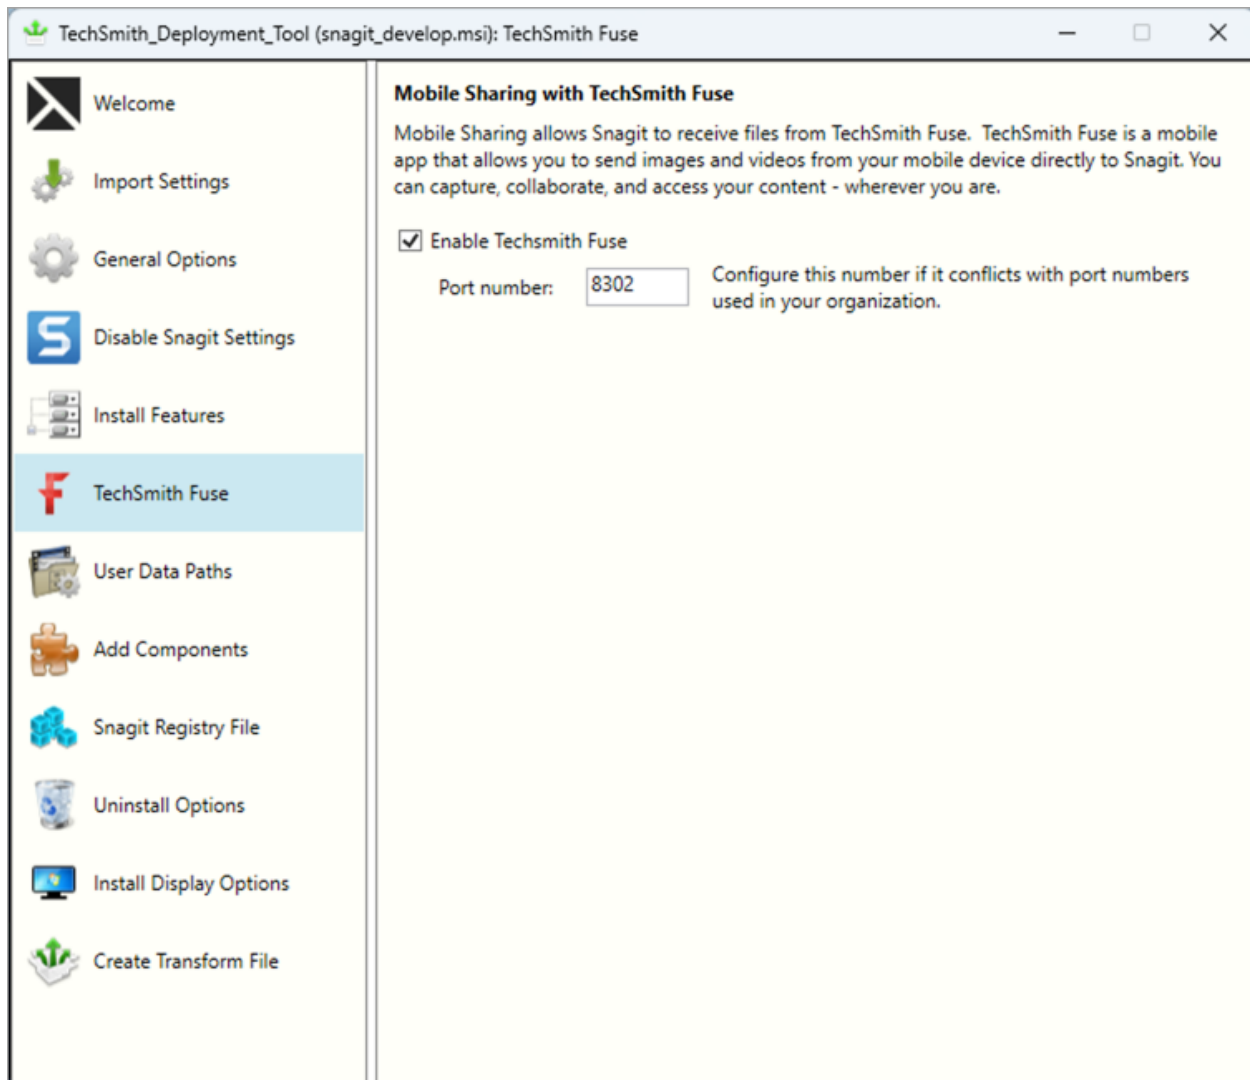 TechSmith_Deployment_Tool (snagit_develop.msi): TechSmith Fuse
Welcome
Import Settings
General Options
Disable Snagit Settings
Install Features
TechSmith Fuse
User Data Paths
Add Components
Snagit Registry File
Uninstall Options
Install Display Options
Create Transform File
Mobile Sharing with TechSmith Fuse
Mobile Sharing allows Snagit to receive files from TechSmith Fuse.  TechSmith Fuse is a mobile
app that allows you to send images and videos from your mobile device directly to Snagit. You
can capture, collaborate, and access your content - wherever you are.
Enable Techsmith Fuse
Port number: 8302
Configure this number if it conflicts with port numbers
used in your organization.